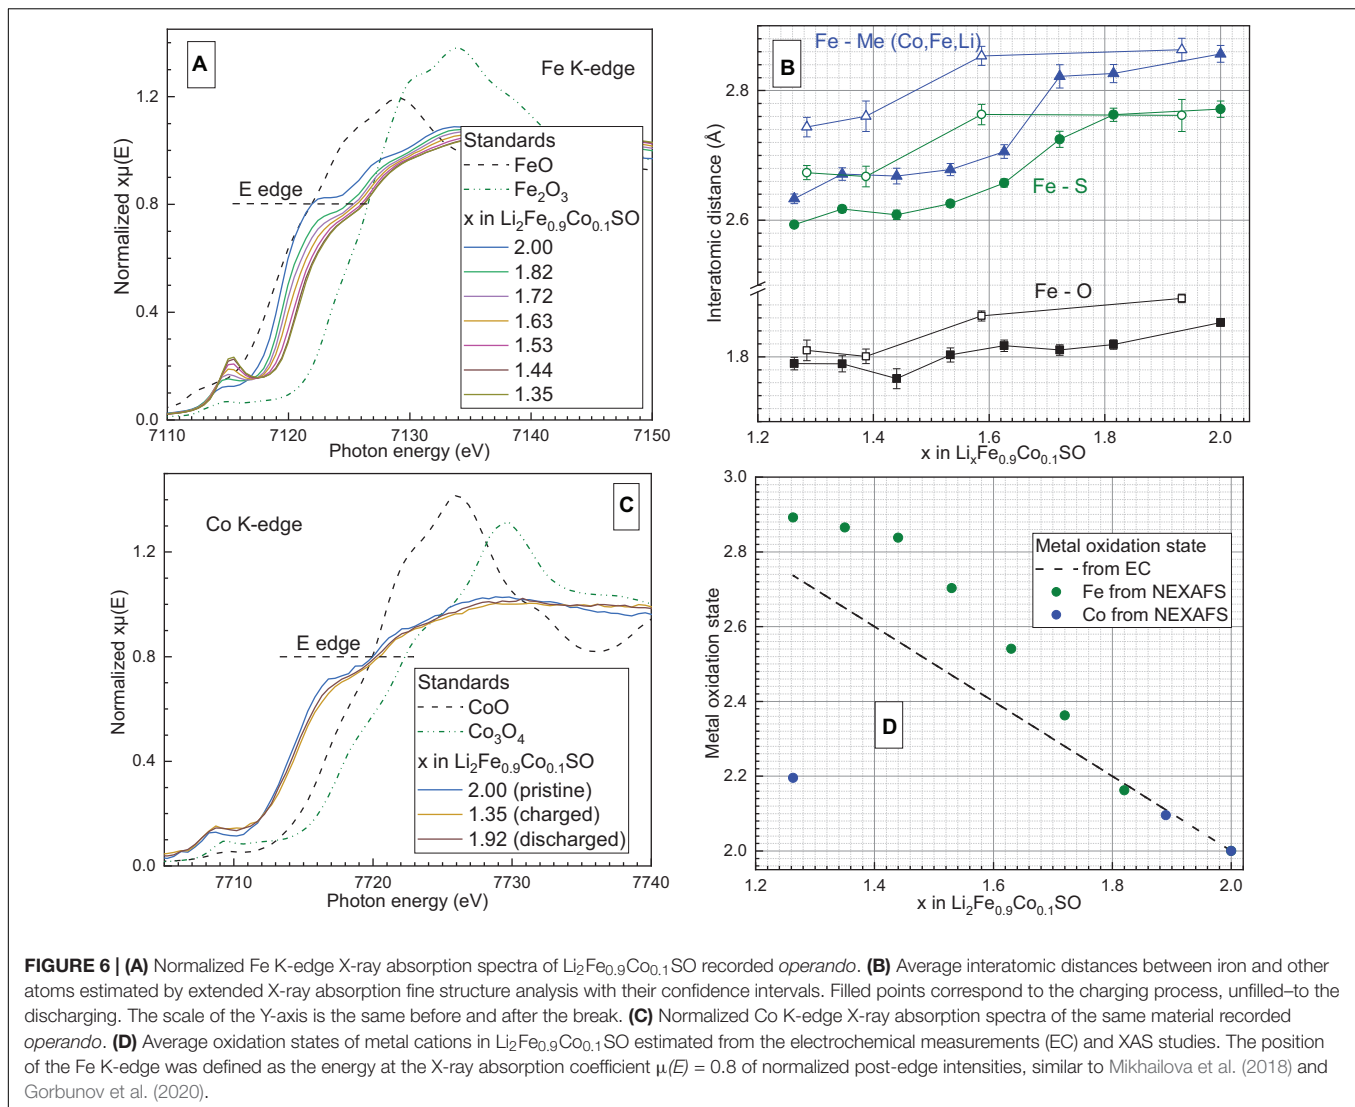 A
Fe K-edge
Normalized xμ(E)
1.2
0.8
0.4
0.0
E edge
Standards
FeO
Fe₂O₃
x in Li₂Fe₀.₉Co₀.₁SO
2.00
1.82
1.72
1.63
1.53
1.44
1.35
7110 7120 7130 7140 7150
Photon energy (eV)
B
Fe - Me (Co,Fe,Li)
Fe - S
Fe - O
Interatomic distance (Å)
2.8
2.6
1.8
1.2 1.4 1.6 1.8 2.0
x in LiₓFe₀.₉Co₀.₁SO
C
Co K-edge
Normalized xμ(E)
1.2
0.8
0.4
0.0
E edge
Standards
CoO
Co₃O₄
x in Li₂Fe₀.₉Co₀.₁SO
2.00 (pristine)
1.35 (charged)
1.92 (discharged)
7710 7720 7730 7740
Photon energy (eV)
D
Metal oxidation state
3.0
2.8
2.6
2.4
2.2
2.0
Metal oxidation state
from EC
Fe from NEXAFS
Co from NEXAFS
1.2 1.4 1.6 1.8 2.0
x in Li₂Fe₀.₉Co₀.₁SO
FIGURE 6 | (A) Normalized Fe K-edge X-ray absorption spectra of Li₂Fe₀.₉Co₀.₁SO recorded operando. (B) Average interatomic distances between iron and other
atoms estimated by extended X-ray absorption fine structure analysis with their confidence intervals. Filled points correspond to the charging process, unfilled–to the
discharging. The scale of the Y-axis is the same before and after the break. (C) Normalized Co K-edge X-ray absorption spectra of the same material recorded
operando. (D) Average oxidation states of metal cations in Li₂Fe₀.₉Co₀.₁SO estimated from the electrochemical measurements (EC) and XAS studies. The position
of the Fe K-edge was defined as the energy at the X-ray absorption coefficient μ(E) = 0.8 of normalized post-edge intensities, similar to Mikhailova et al. (2018) and
Gorbunov et al. (2020).